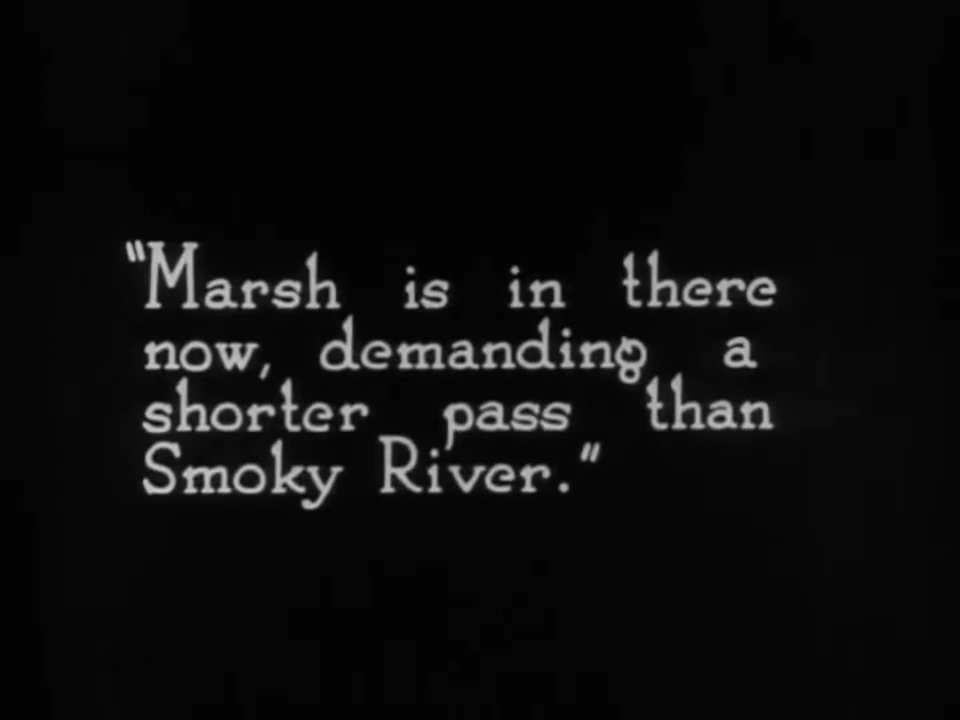 "Marsh is in there
now, demanding a
shorter pass than
Smoky River."